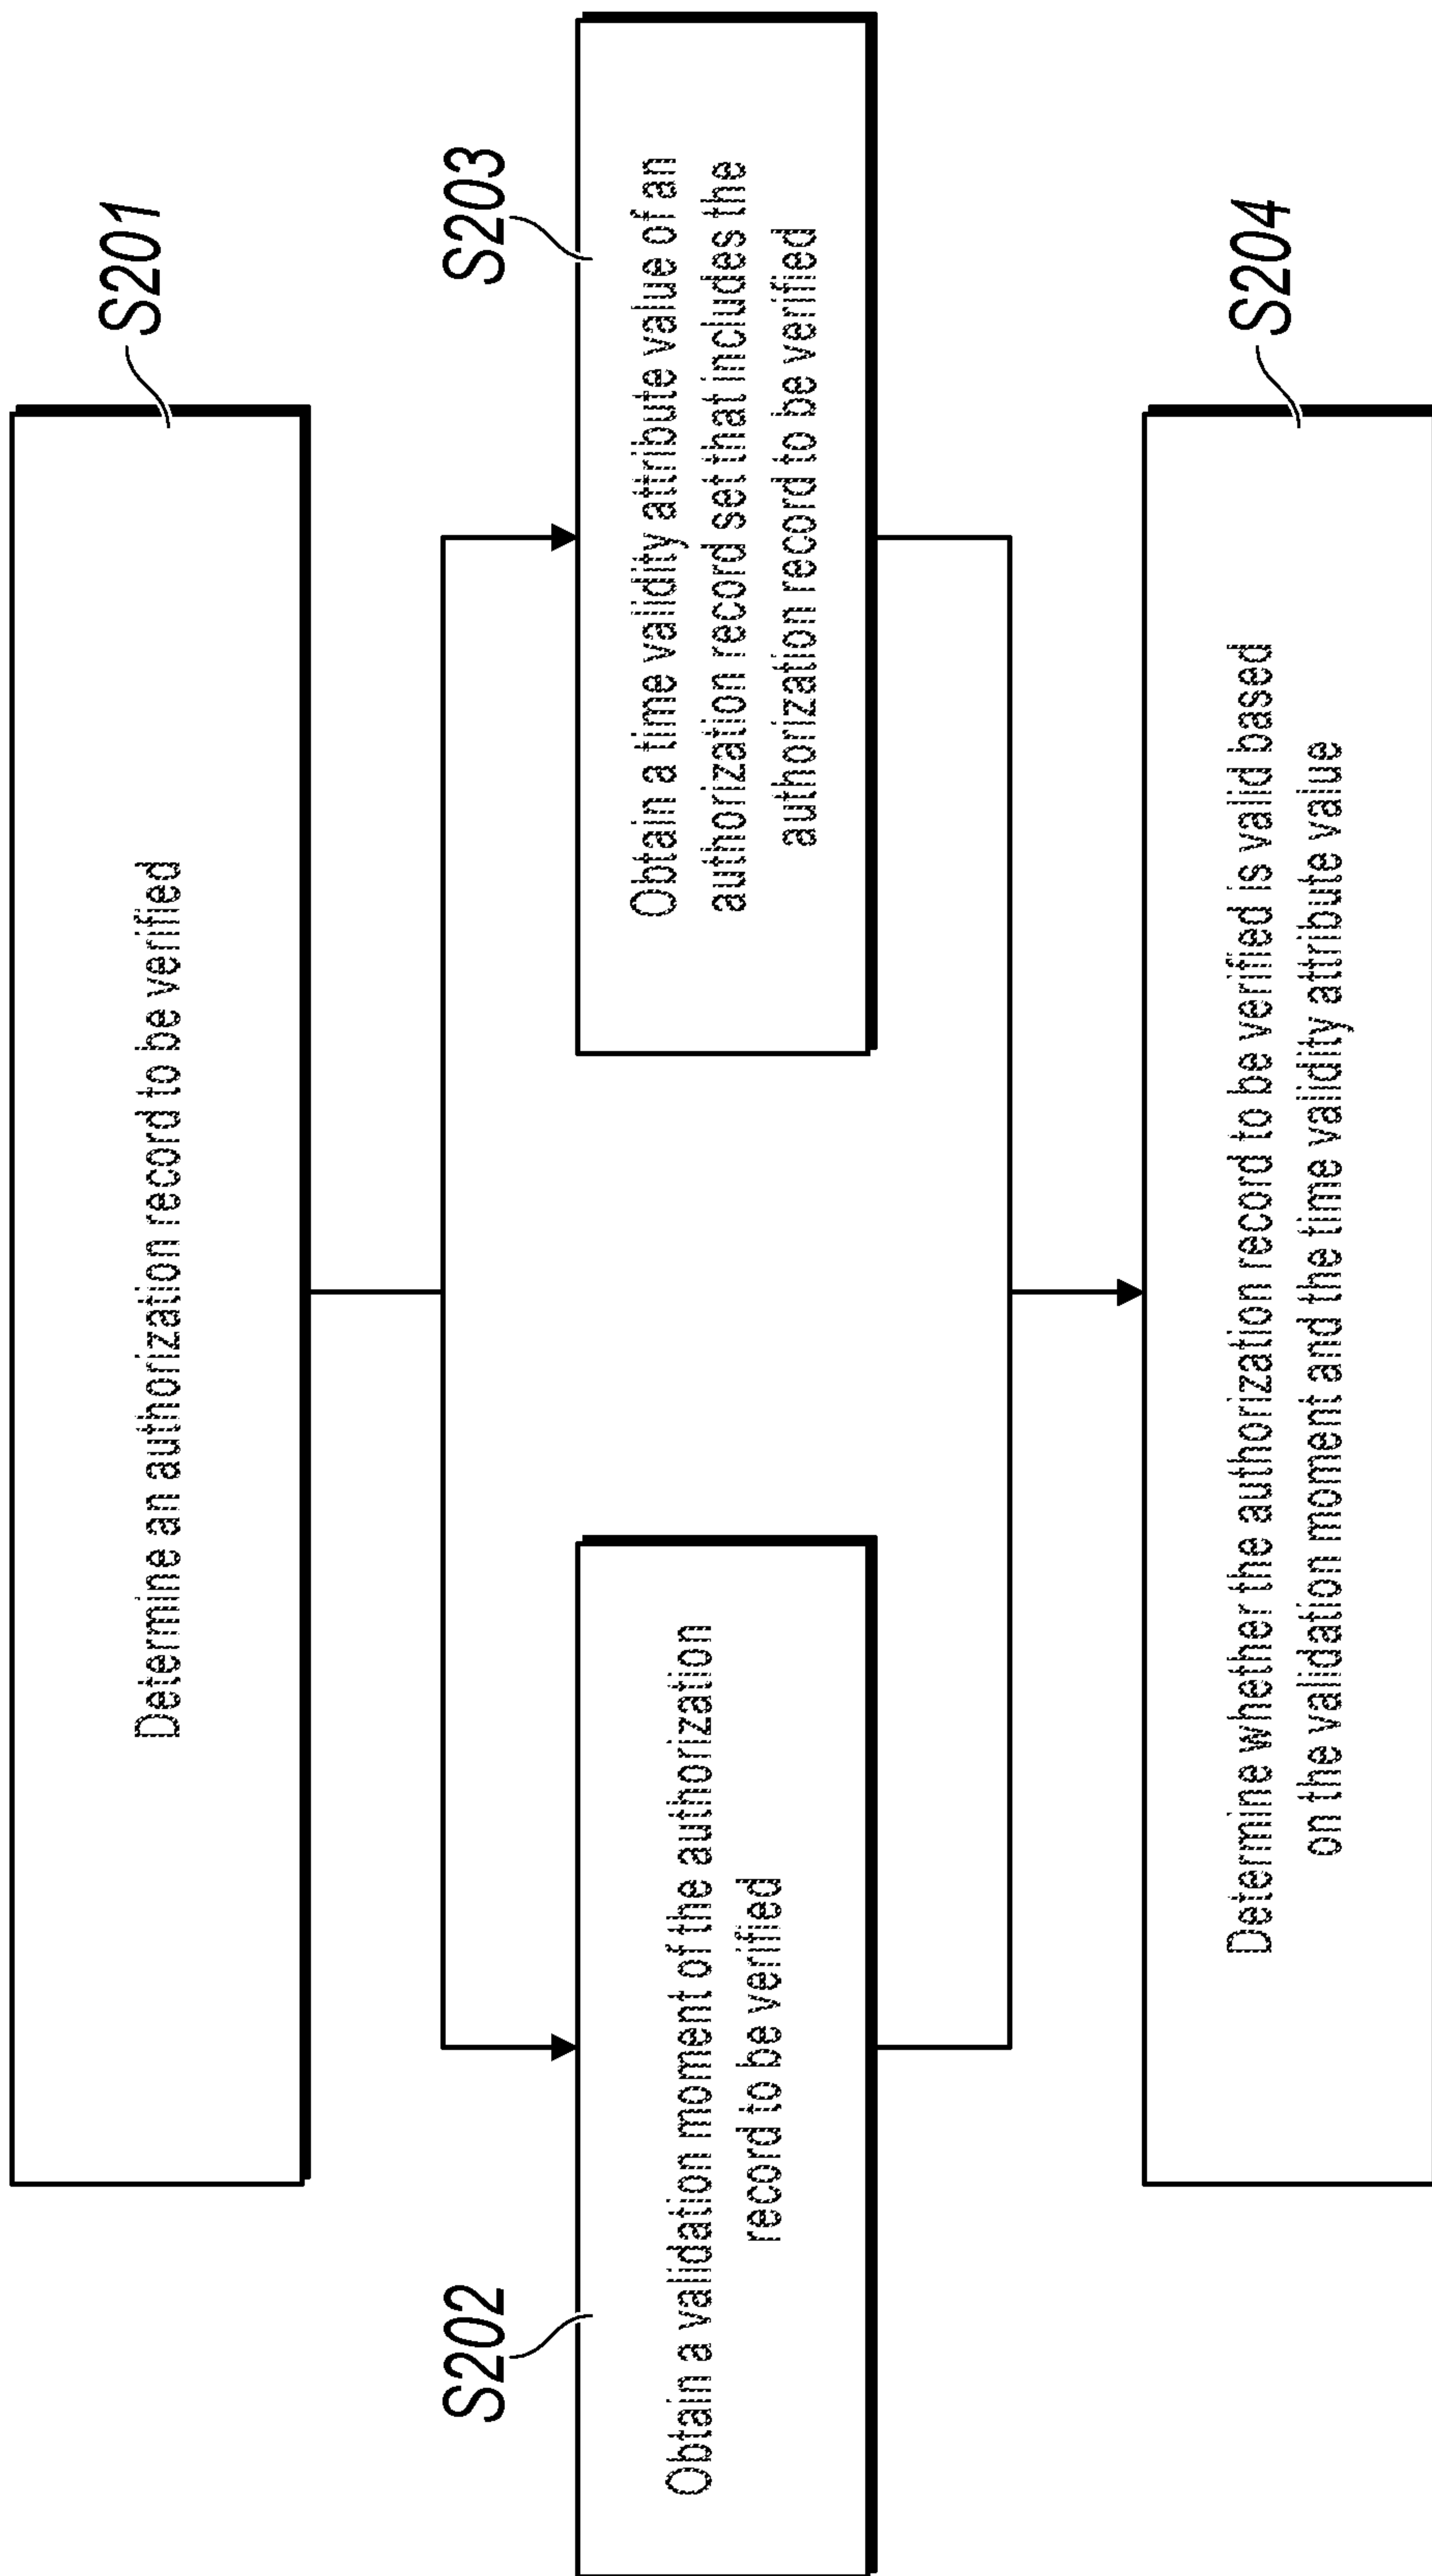 S201
Determine an authorization record to be verified
S202
Obtain a validation moment of the authorization
record to be verified
S203
Obtain a time validity attribute value of an
authorization record set that includes the
authorization record to be verified
S204
Determine whether the authorization record to be verified is valid based
on the validation moment and the time validity attribute value